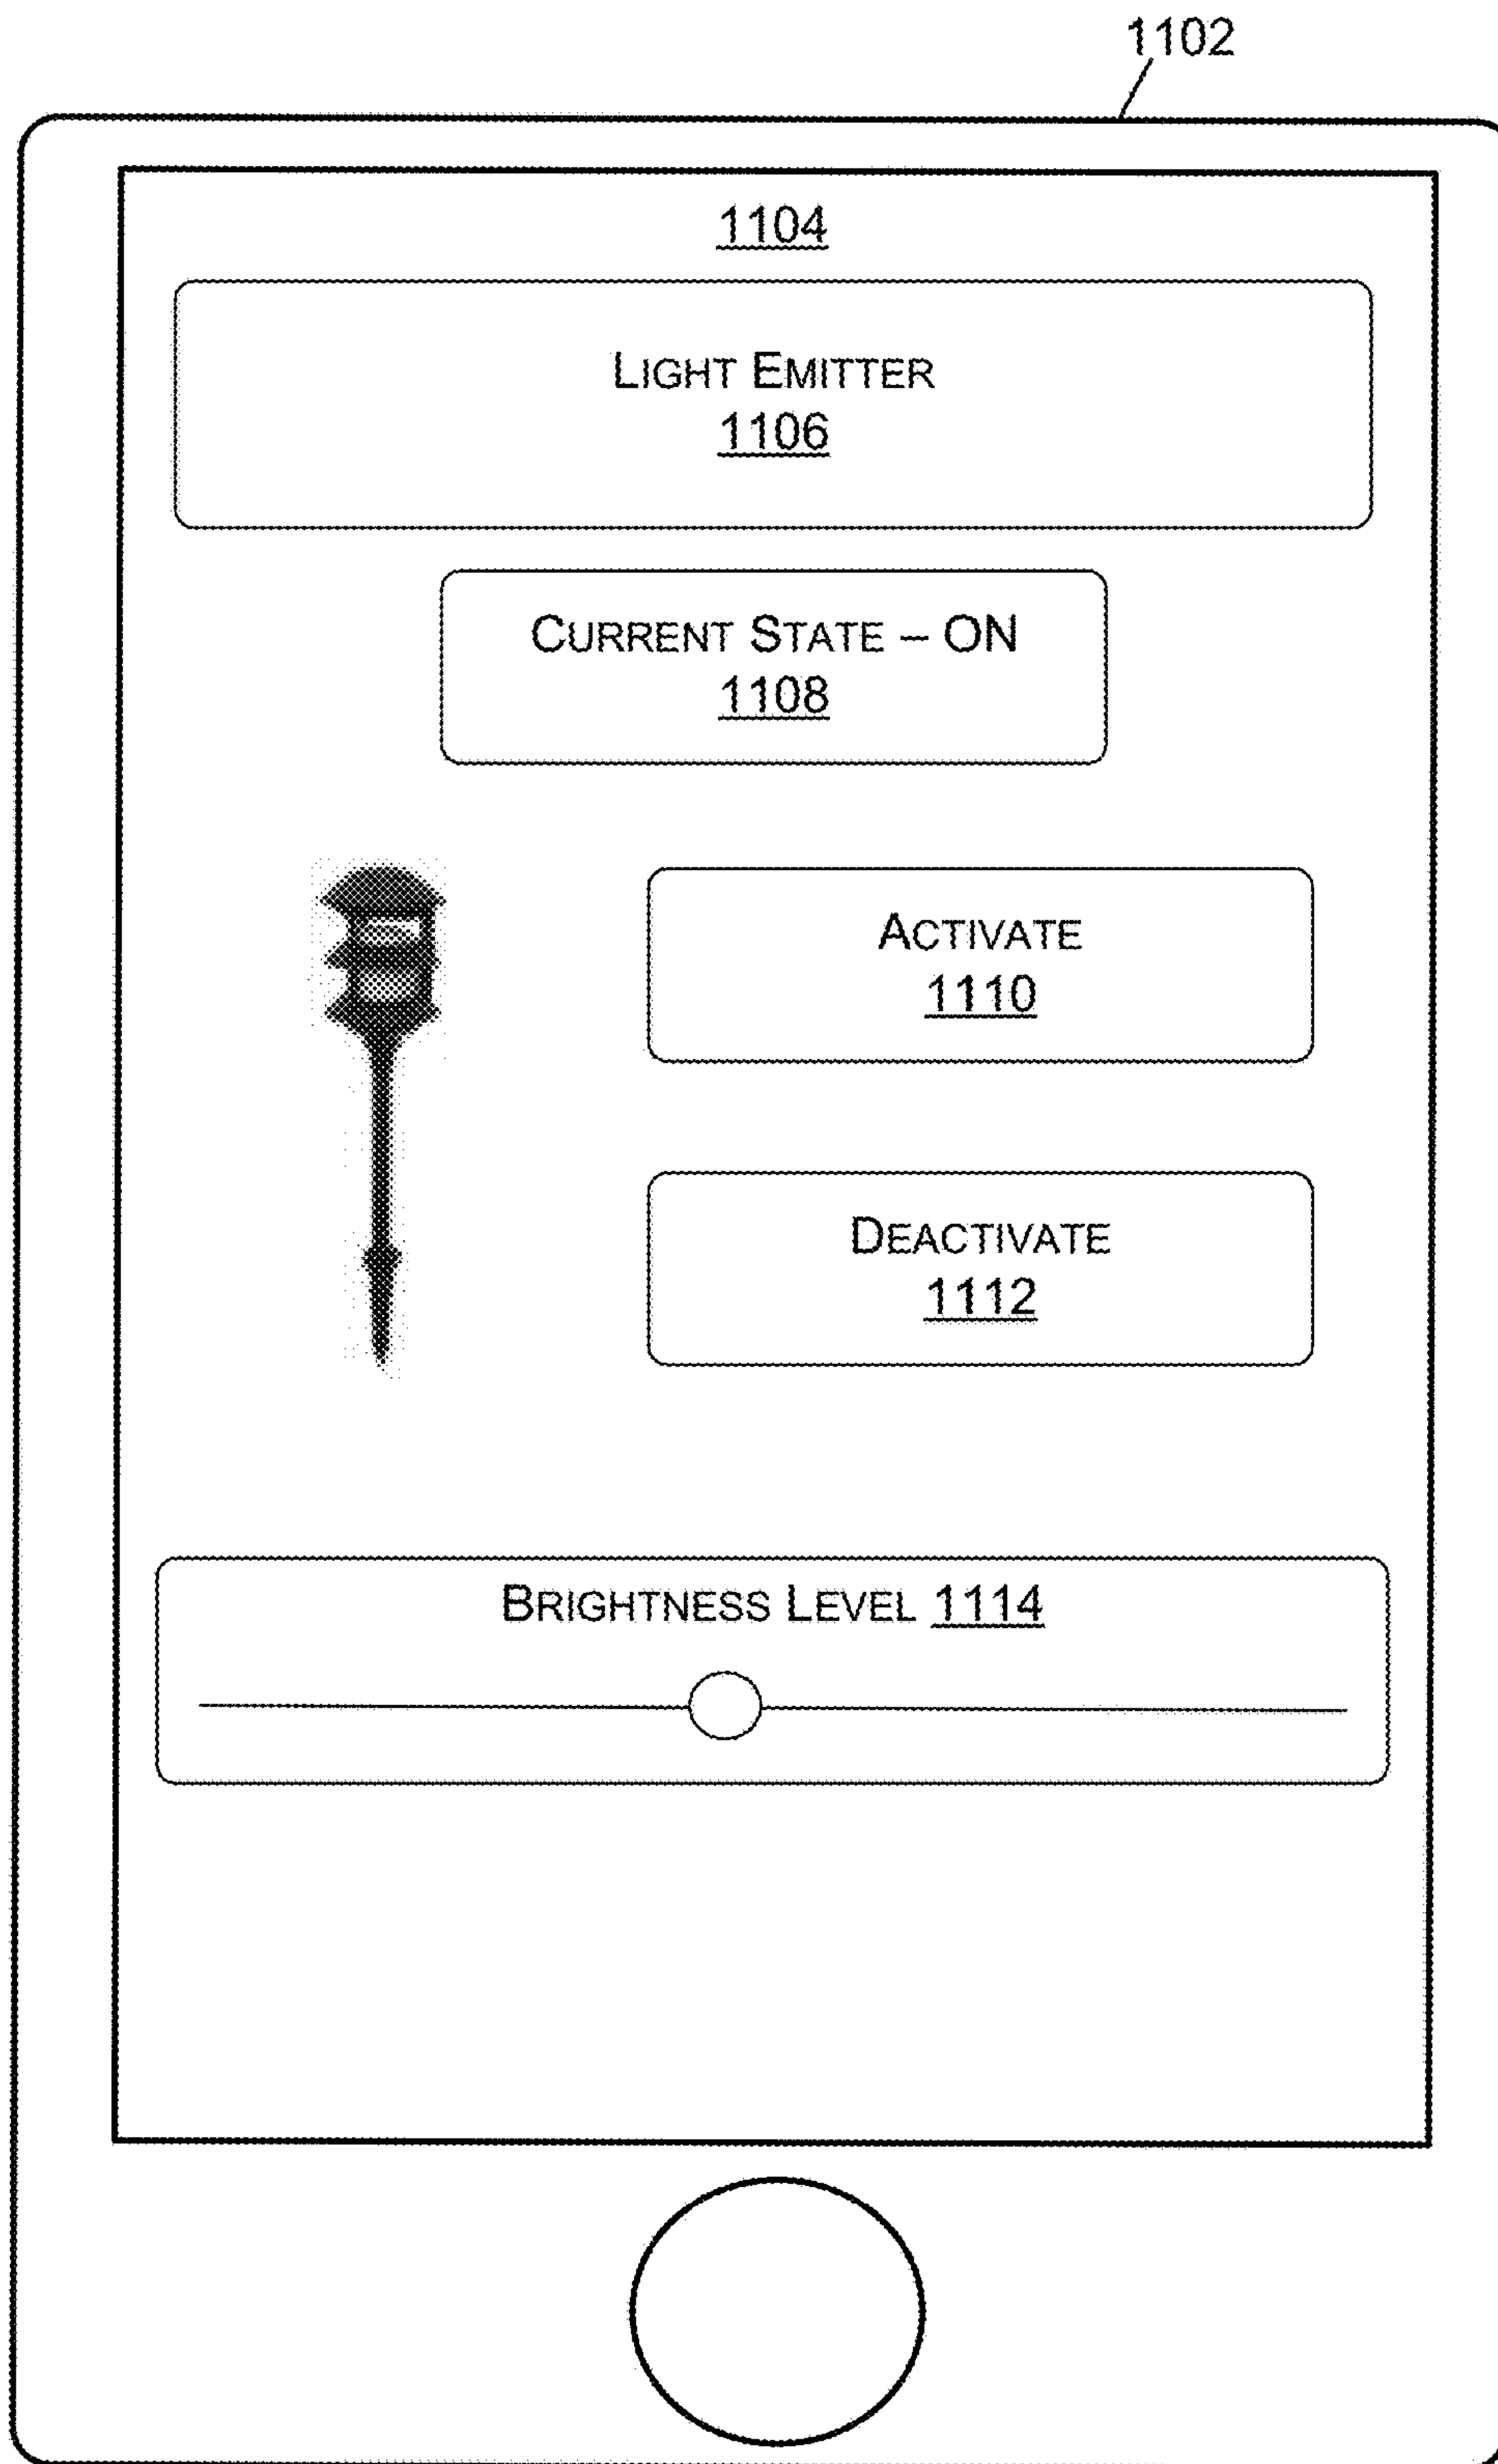 1102
1104
LIGHT EMITTER
1106
CURRENT STATE – ON
1108
ACTIVATE
1110
DEACTIVATE
1112
BRIGHTNESS LEVEL 1114